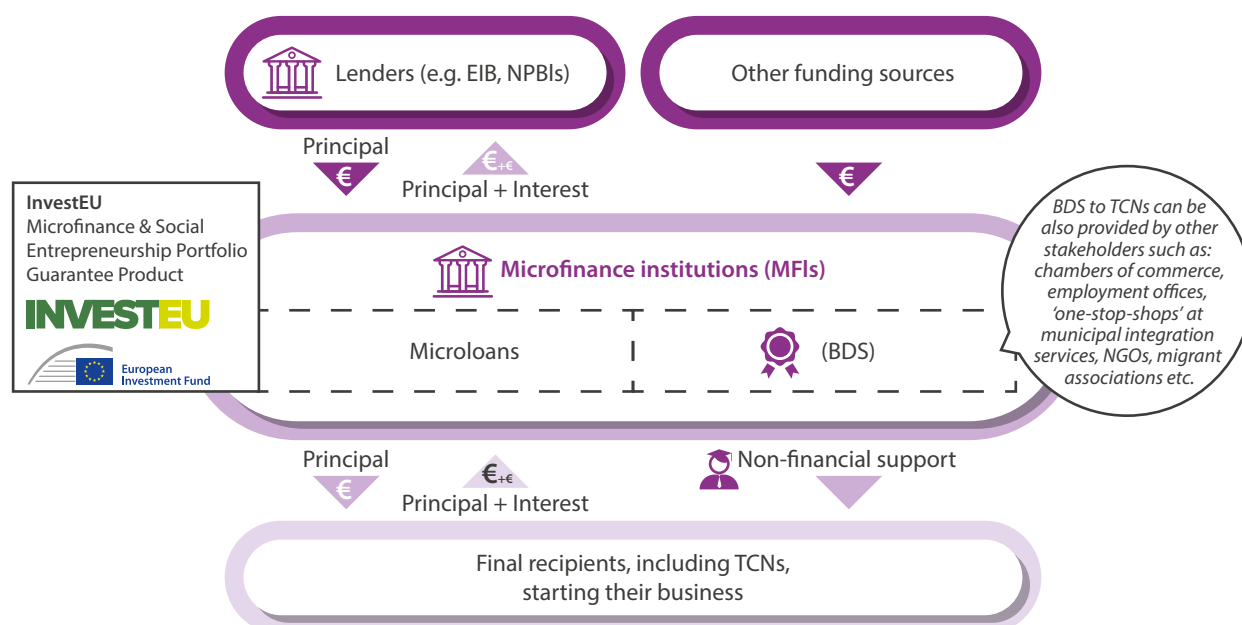 Lenders (e.g. EIB, NPBls)
Other funding sources
Principal
€
€+€
Principal + Interest
€
InvestEU
Microfinance & Social
Entrepreneurship Portfolio
Guarantee Product
INVESTEU
European
Investment Fund
Microfinance institutions (MFls)
Microloans
(BDS)
BDS to TCNs can be
also provided by other
stakeholders such as:
chambers of commerce,
employment offices,
‘one-stop-shops’ at
municipal integration
services, NGOs, migrant
associations etc.
Principal
€
€+€
Principal + Interest
Non-financial support
Final recipients, including TCNs,
starting their business